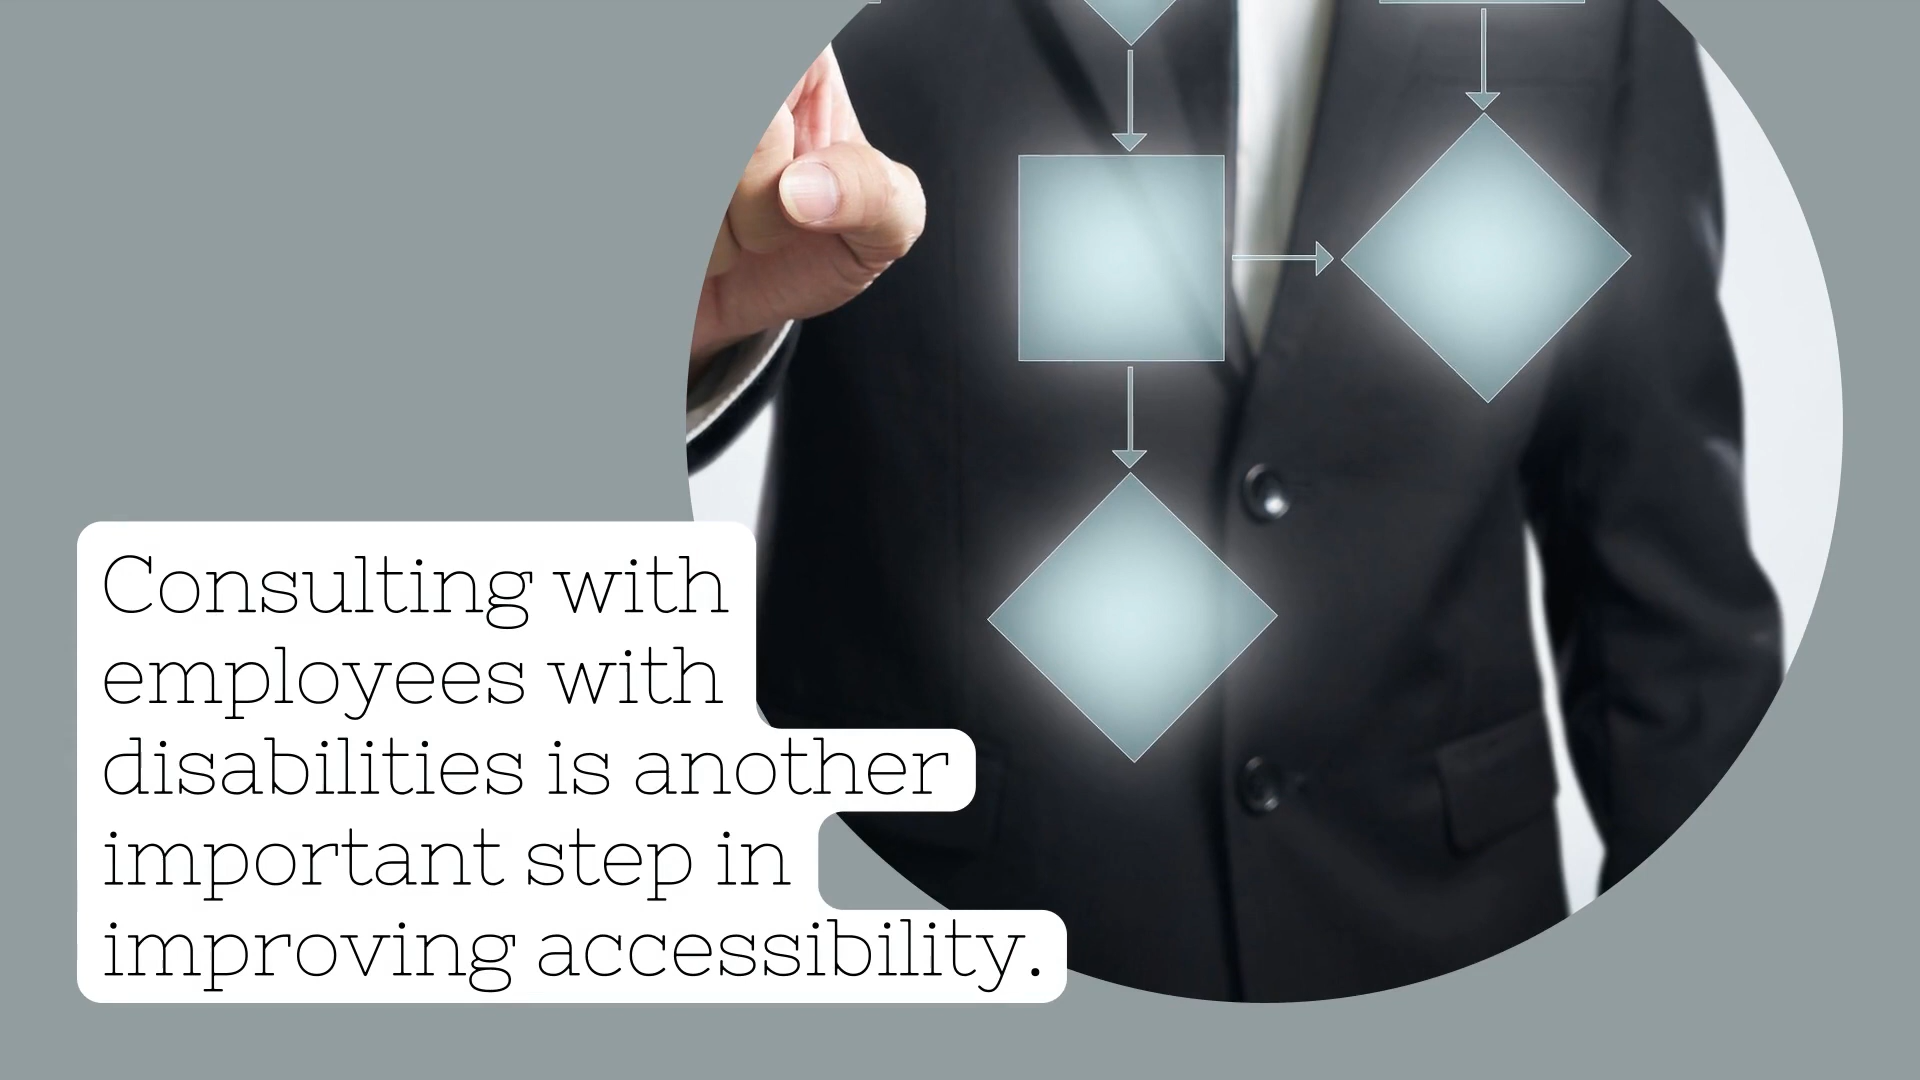 Consulting with
employees with
disabilities is another
important step in
improving accessibility.